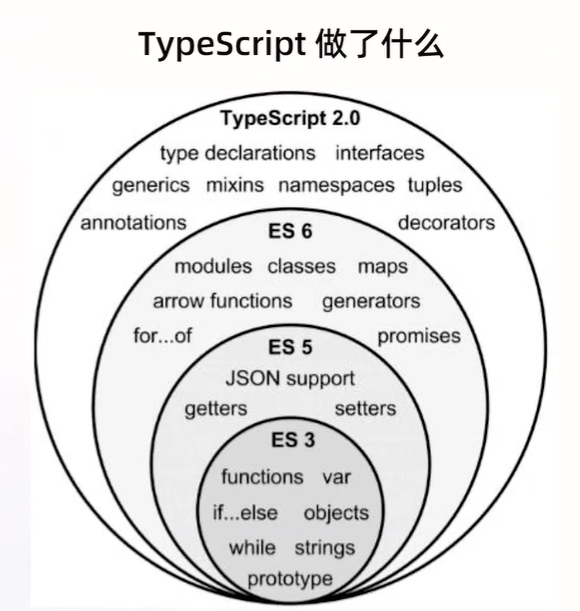 TypeScript 做了什么
TypeScript 2.0
type declarations interfaces
generics mixins namespaces tuples
annotations decorators
ES 6
modules classes maps
arrow functions generators
for...of promises
ES 5
JSON support
getters setters
ES 3
functions var
if...else objects
while strings
prototype